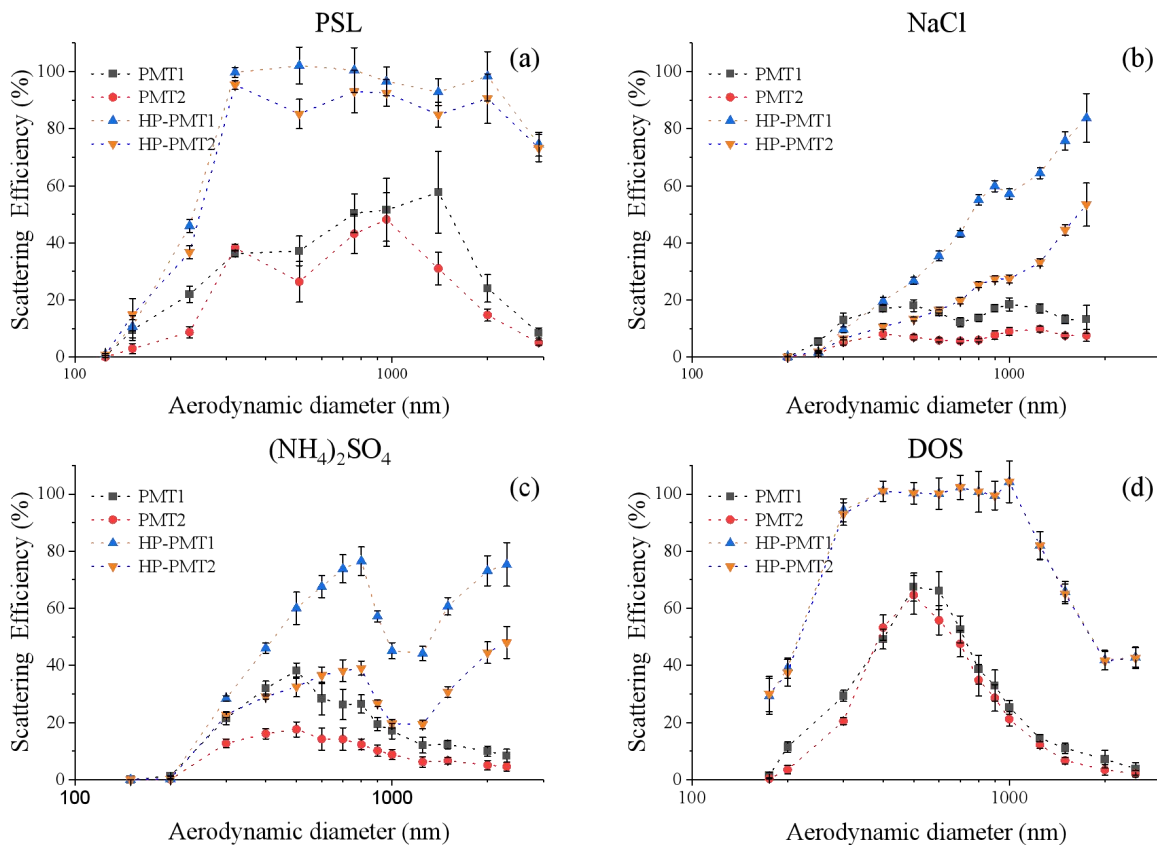 PSL
(a)
PMT1
PMT2
HP-PMT1
HP-PMT2
Scattering Efficiency (%)
100
80
60
40
20
0
100
1000
Aerodynamic diameter (nm)
NaCl
(b)
PMT1
PMT2
HP-PMT1
HP-PMT2
Scattering Efficiency (%)
100
80
60
40
20
0
100
1000
Aerodynamic diameter (nm)
(NH₄)₂SO₄
(c)
PMT1
PMT2
HP-PMT1
HP-PMT2
Scattering Efficiency (%)
100
80
60
40
20
0
100
1000
Aerodynamic diameter (nm)
DOS
(d)
PMT1
PMT2
HP-PMT1
HP-PMT2
Scattering Efficiency (%)
100
80
60
40
20
0
100
1000
Aerodynamic diameter (nm)